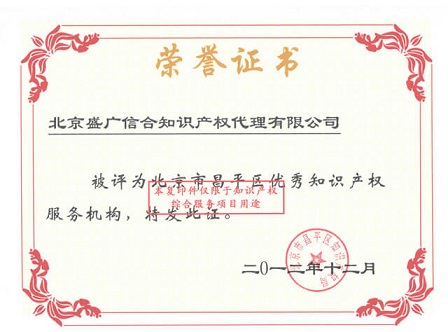 荣誉证书
北京盛广信合知识产权代理有限公司
被评为北京市昌平区优秀知识产权
本复印件仅限于知识产权
综合服务项目用途
服务机构，特发此证。
北京市昌平区知识产权局
二〇一二年十二月